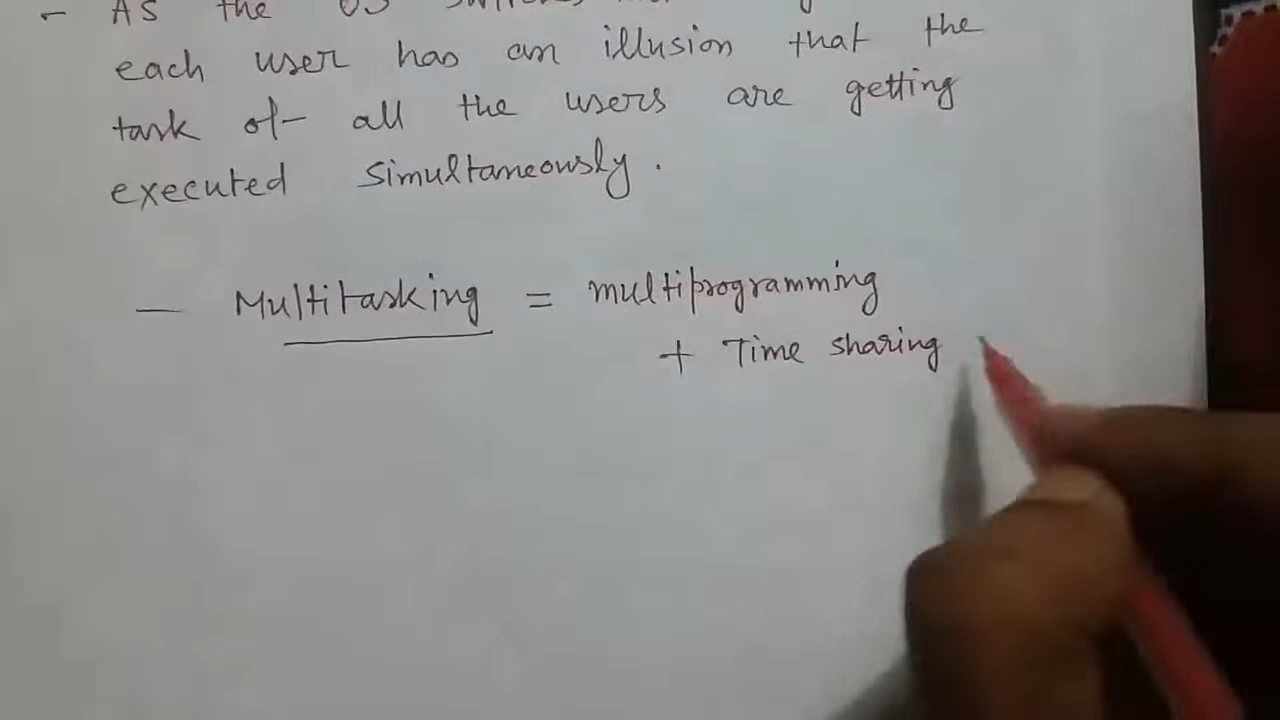 - As the OS
each user has an illusion that the
task of all the users are getting
executed simultaneously.
- Multitasking = multiprogramming
+ Time sharing